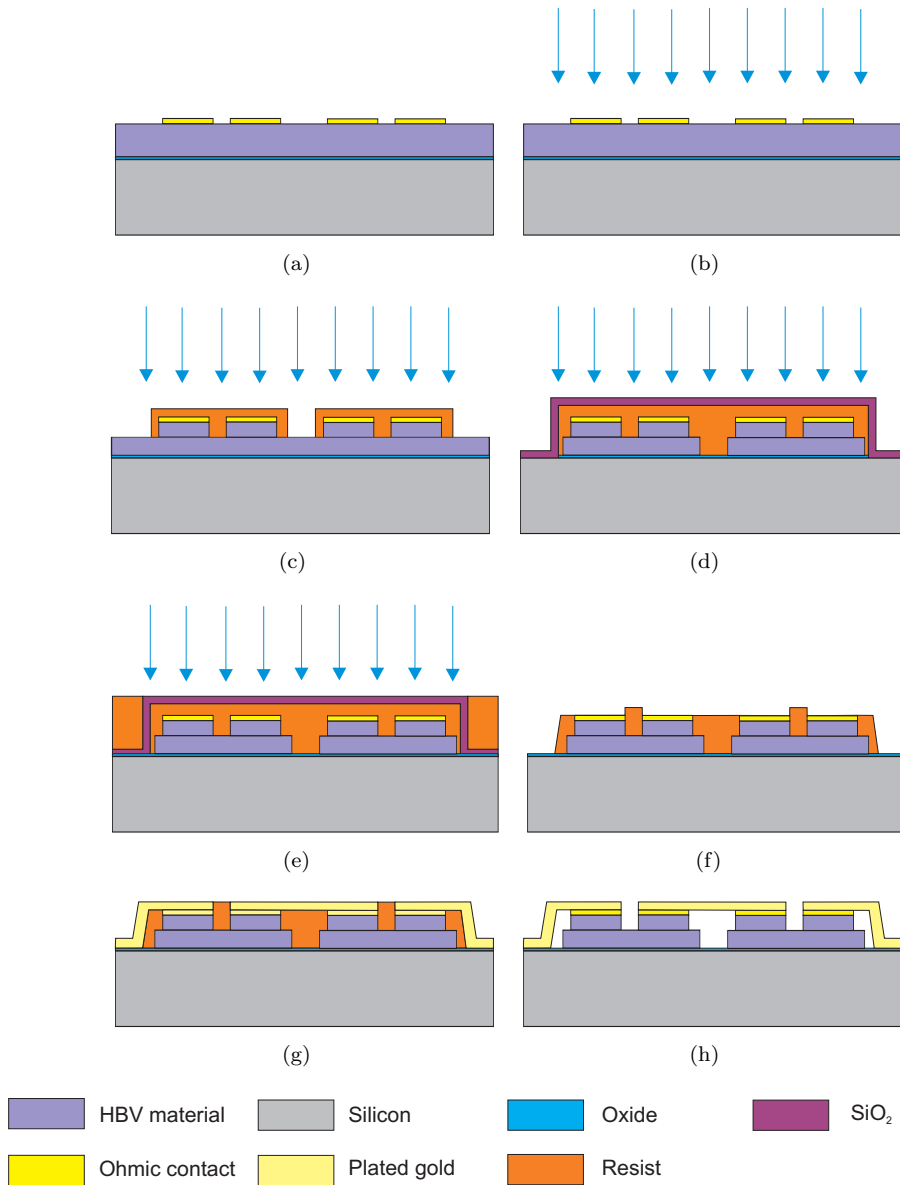 (a)
(b)
(c)
(d)
(e)
(f)
(g)
(h)
HBV material
Silicon
Oxide
SiO₂
Ohmic contact
Plated gold
Resist